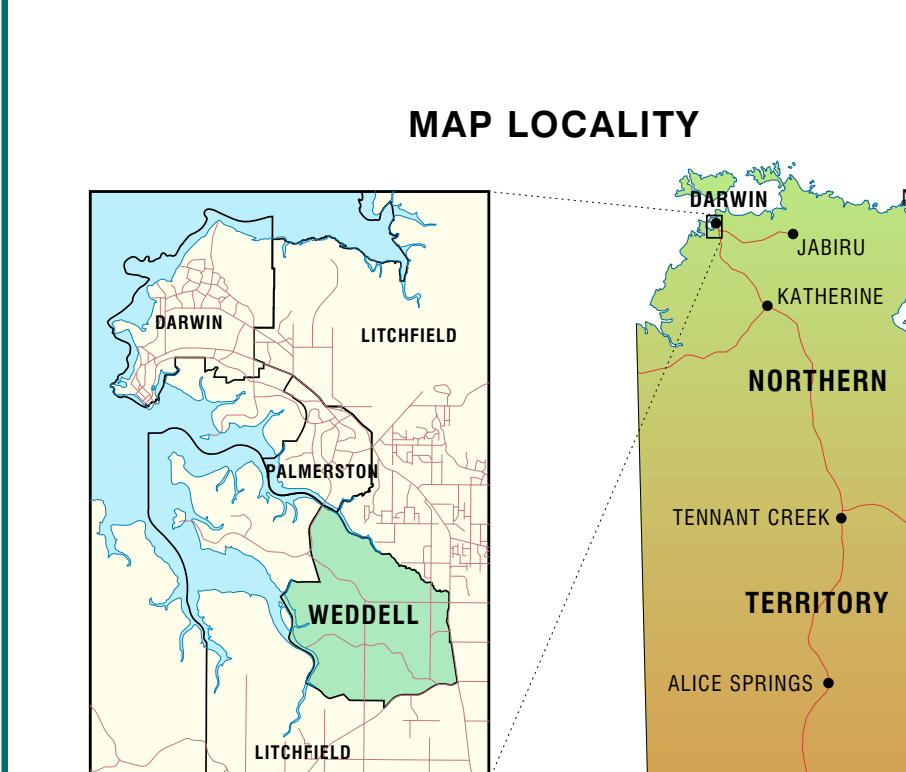 MAP LOCALITY
DARWIN
LITCHFIELD
PALMERSTON
WEDDELL
LITCHFIELD
DARWIN
JABIRU
KATHERINE
NORTHERN
TENNANT CREEK
TERRITORY
ALICE SPRINGS